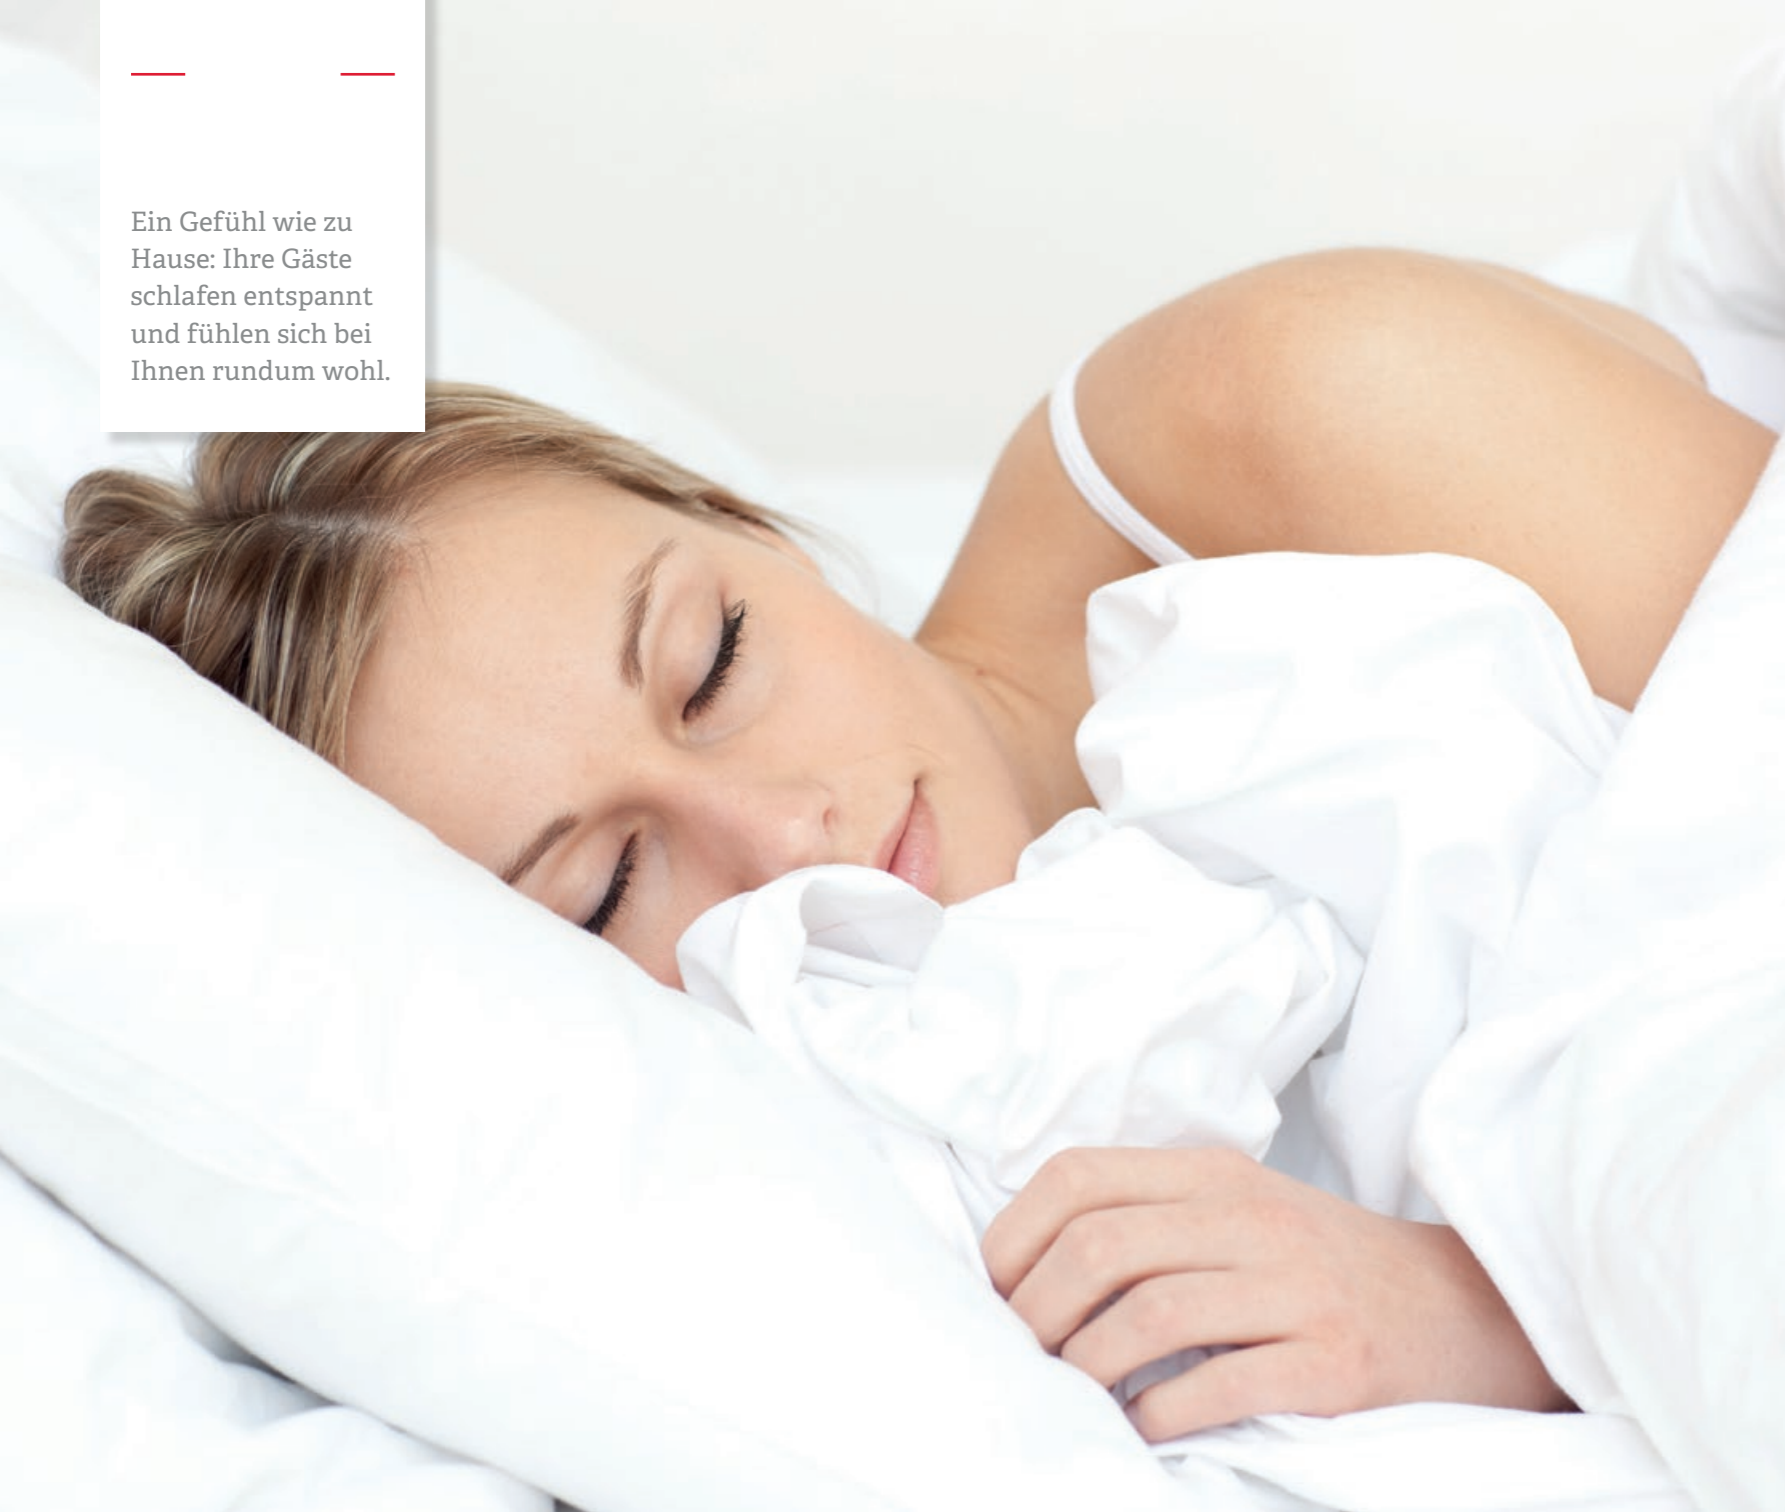 Ein Gefühl wie zu
Hause: Ihre Gäste
schlafen entspannt
und fühlen sich bei
Ihnen rundum wohl.